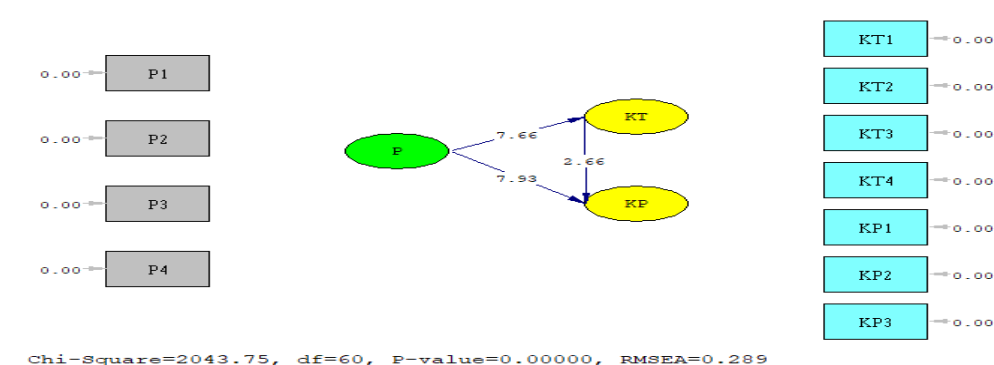 KT1 0.00
0.00 P1
KT2 0.00
KT
7.66
0.00 P2 KT3 0.00
P
2.66
7.93
KT4 0.00
0.00 P3 KP
KP1 0.00
0.00 P4 KP2 0.00
KP3 0.00
Chi-Square=2043.75, df=60, P-value=0.00000, RMSEA=0.289